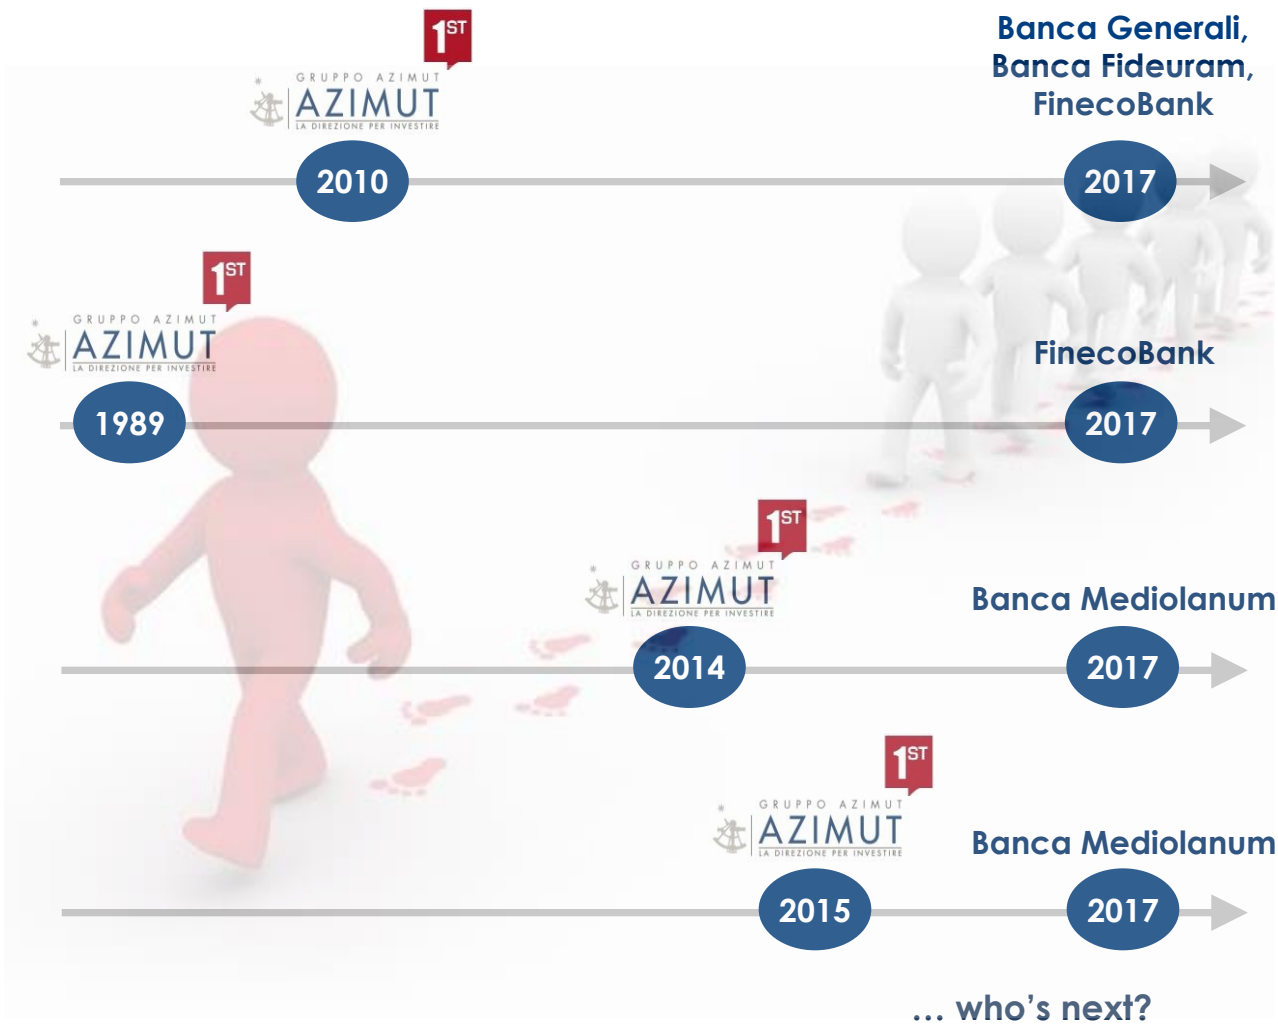 1ST
Banca Generali,
Banca Fideuram,
FinecoBank
GRUPPO AZIMUT
AZIMUT
LA DIREZIONE PER INVESTIRE
2010
2017
1ST
GRUPPO AZIMUT
AZIMUT
LA DIREZIONE PER INVESTIRE
FinecoBank
1989
2017
1ST
GRUPPO AZIMUT
AZIMUT
LA DIREZIONE PER INVESTIRE
Banca Mediolanum
2014
2017
1ST
GRUPPO AZIMUT
AZIMUT
LA DIREZIONE PER INVESTIRE
Banca Mediolanum
2015
2017
... who's next?